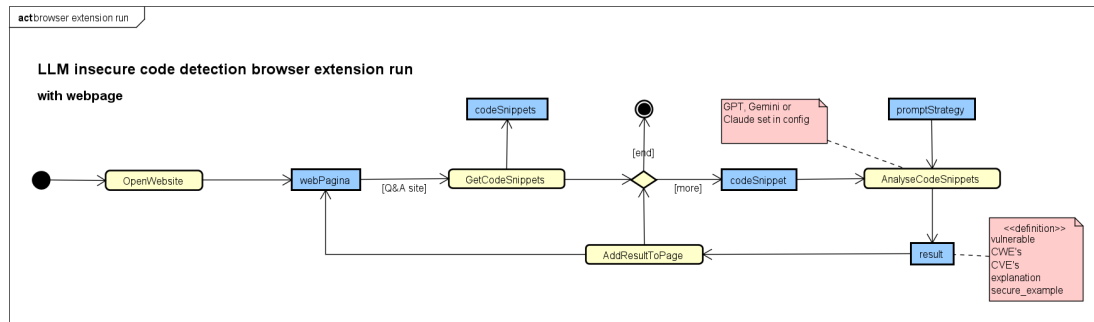 act browser extension run
LLM insecure code detection browser extension run
with webpage
codeSnippets
GPT, Gemini or
Claude set in config
promptStrategy
[end]
OpenWebsite
webPagina
[Q&A site]
GetCodeSnippets
[more]
codeSnippet
AnalyseCodeSnippets
AddResultToPage
result
<<definition>>
vulnerable
CWE's
CVE's
explanation
secure_example